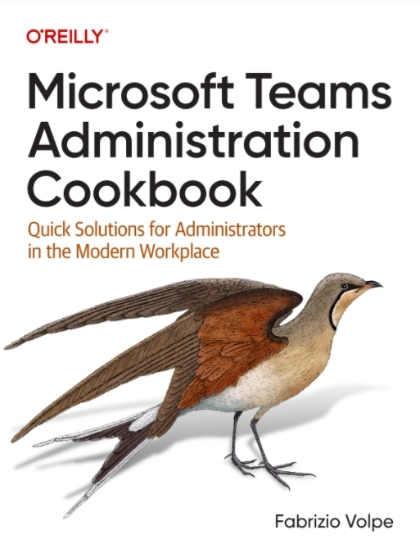 O'REILLY®
Microsoft Teams
Administration
Cookbook
Quick Solutions for Administrators
in the Modern Workplace
Fabrizio Volpe